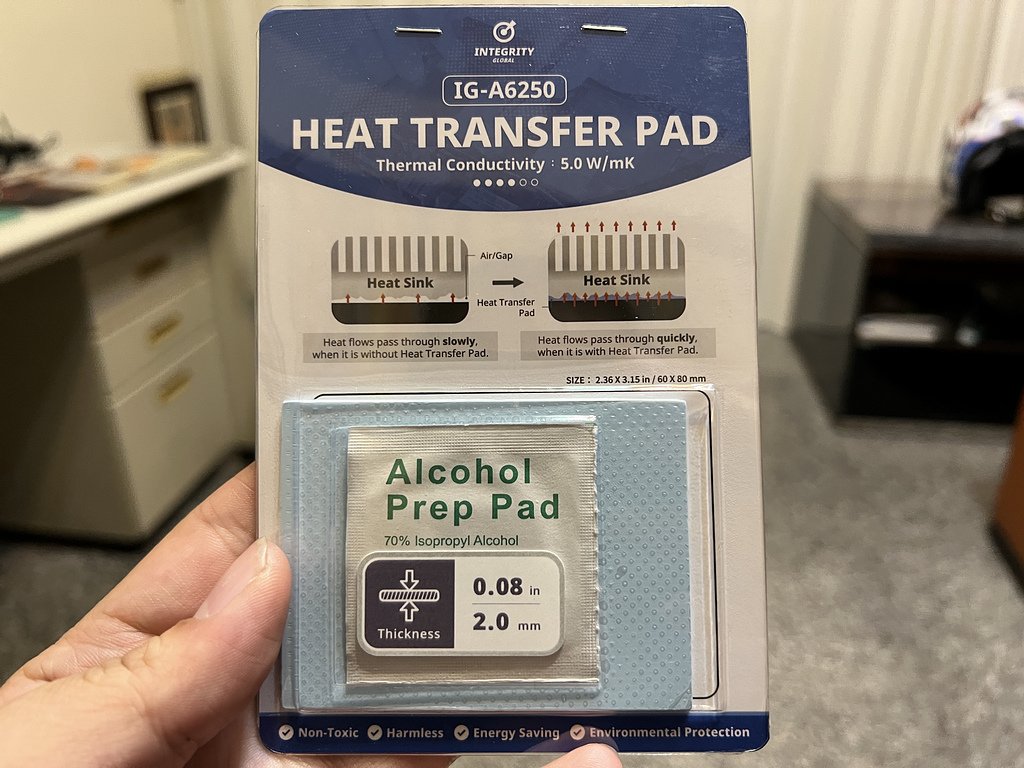 INTEGRITY
GLOBAL
IG-A6250
HEAT TRANSFER PAD
Thermal Conductivity : 5.0 W/mK
Air/Gap
Heat Sink
Heat Transfer
Pad
Heat Sink
Heat flows pass through slowly,
when it is without Heat Transfer Pad.
Heat flows pass through quickly,
when it is with Heat Transfer Pad.
SIZE : 2.36 X 3.15 in / 60 X 80 mm
Alcohol
Prep Pad
70% Isopropyl Alcohol
Thickness
0.08 in
2.0 mm
Non-Toxic Harmless Energy Saving Environmental Protection